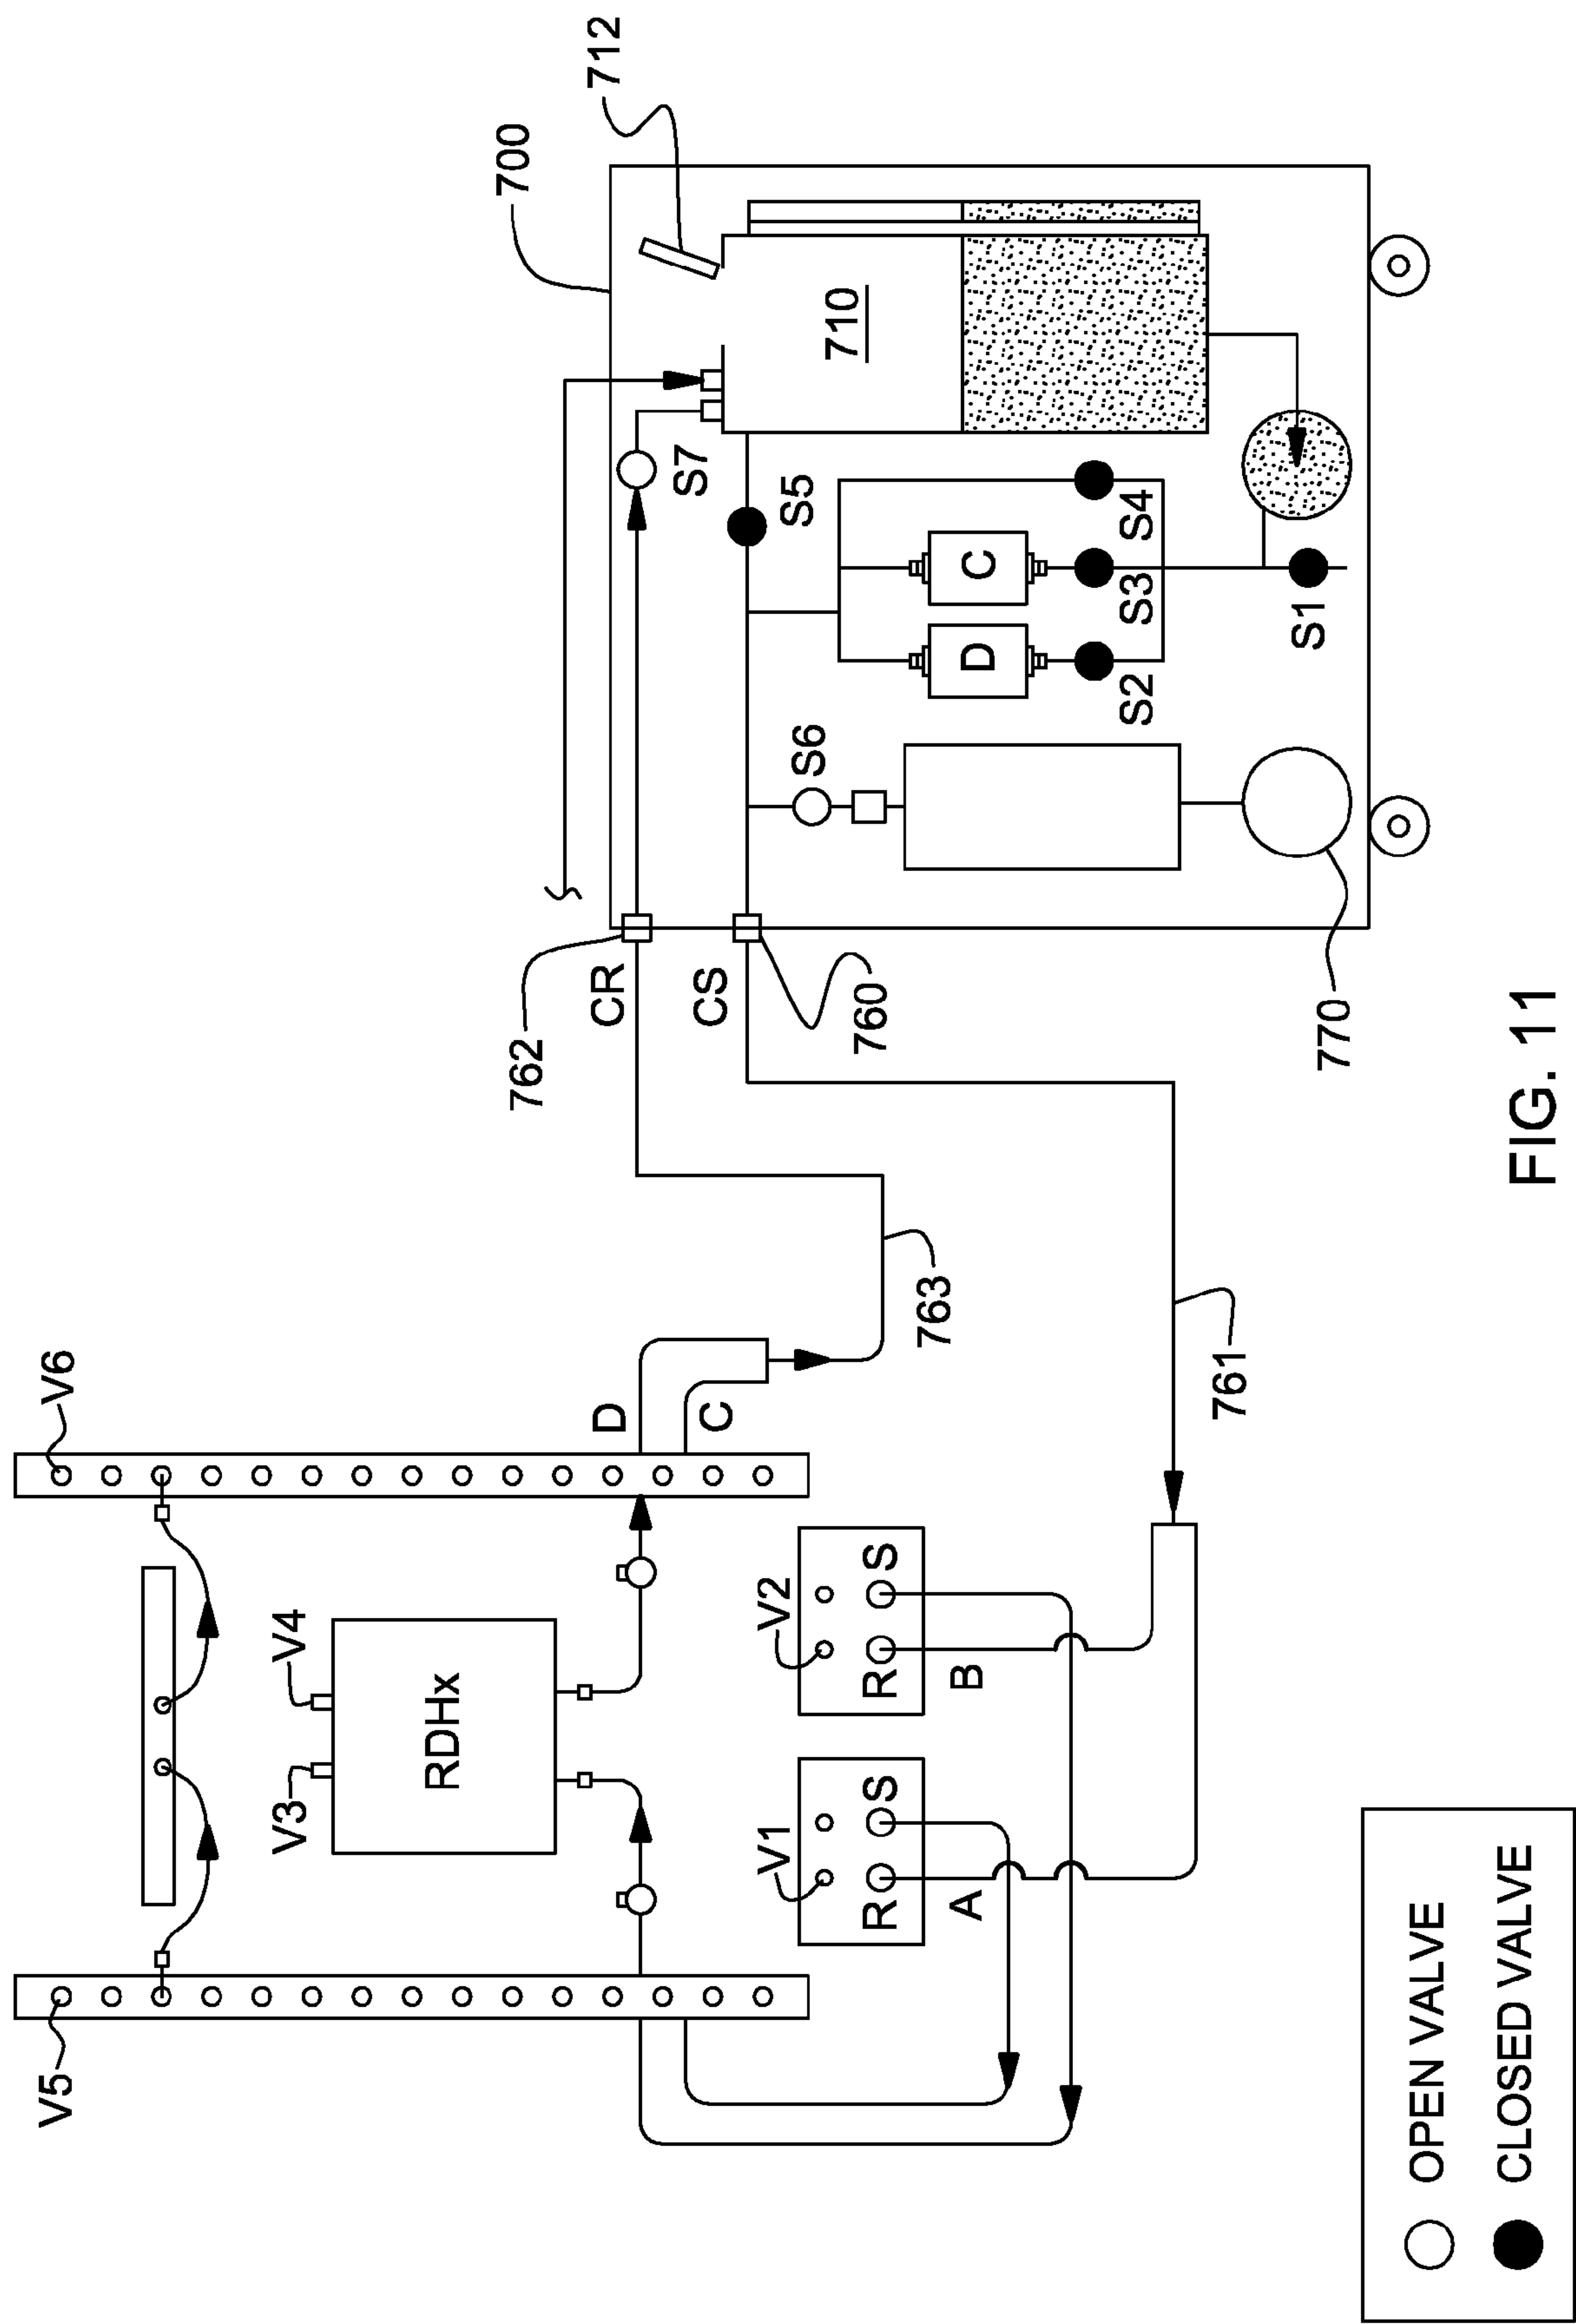 V5
V6
V3
V4
RDHx
D
C
V1
R
S
A
V2
R
S
B
763
761
762
CR
CS
760
700
712
S7
710
S5
S6
D
C
S2
S3
S4
S1
770
OPEN VALVE
CLOSED VALVE
FIG. 11